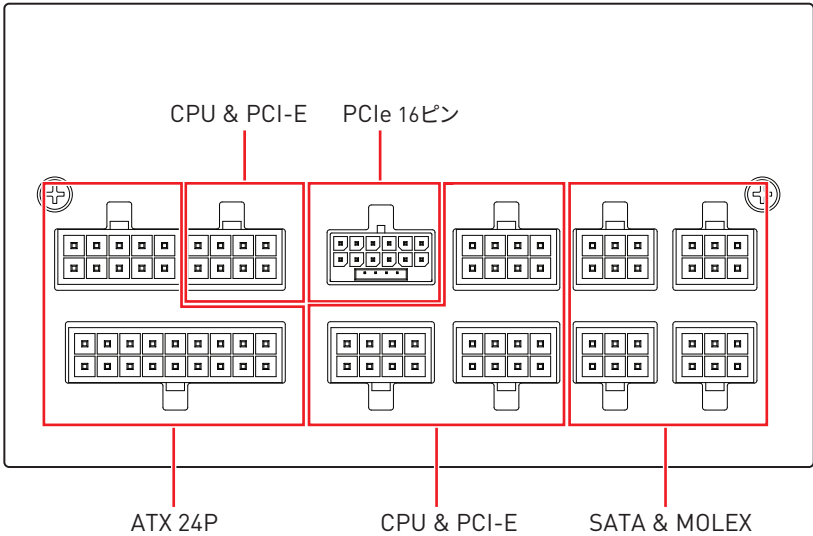 CPU & PCI-E
PCIe 16ピン
ATX 24P
CPU & PCI-E
SATA & MOLEX